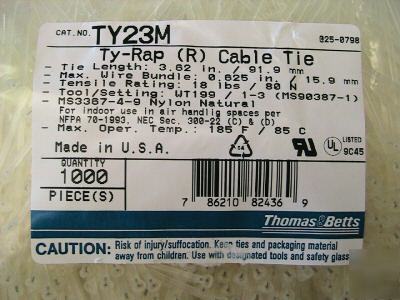 CAT.NO. TY23M 025-0798
Ty-Rap (R) Cable Tie
- Tie Length: 3.62 in. / 91.9 mm
- Max. Wire Bundle: 0.625 in. / 15.9 mm
- Tensile Rating: 18 lbs / 80 N
- Tool/Setting: WT199 / 1-3 (MS90387-1)
- MS3367-4-9 Nylon Natural
For indoor use in air handlig spaces per
NFPA 70-1993, NEC Sec. 300-22 (C) & (D)
- Max. Oper. Temp.: 185 F / 85 C
Made in U.S.A.
UL LISTED
9C45
QUANTITY
1000
PIECE(S)
7 86210 82436 9
Thomas&Betts
CAUTION: Risk of injury/suffocation. Keep ties and packaging material
away from children. Use with designated tools and safety glass